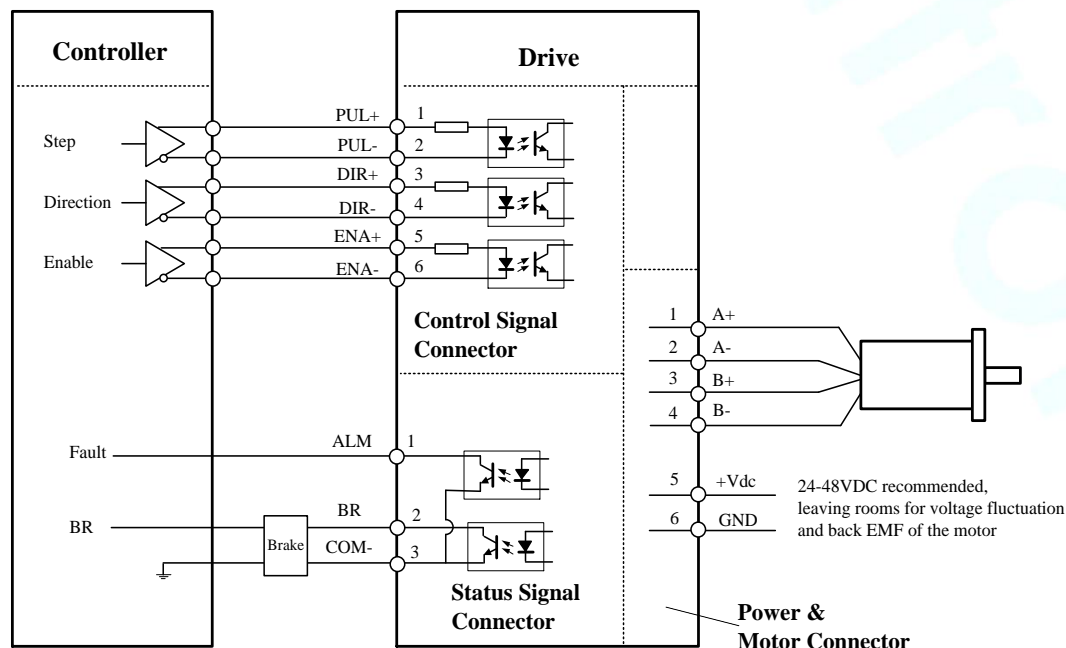 Controller
Drive
Step
Direction
Enable
PUL+
1
PUL-
2
DIR+
3
DIR-
4
ENA+
5
ENA-
6
Control Signal
Connector
1
A+
2
A-
3
B+
4
B-
Fault
ALM
1
BR
BR
2
Brake
COM-
3
Status Signal
Connector
5
+Vdc
6
GND
24-48VDC recommended,
leaving rooms for voltage fluctuation
and back EMF of the motor
Power &
Motor Connector